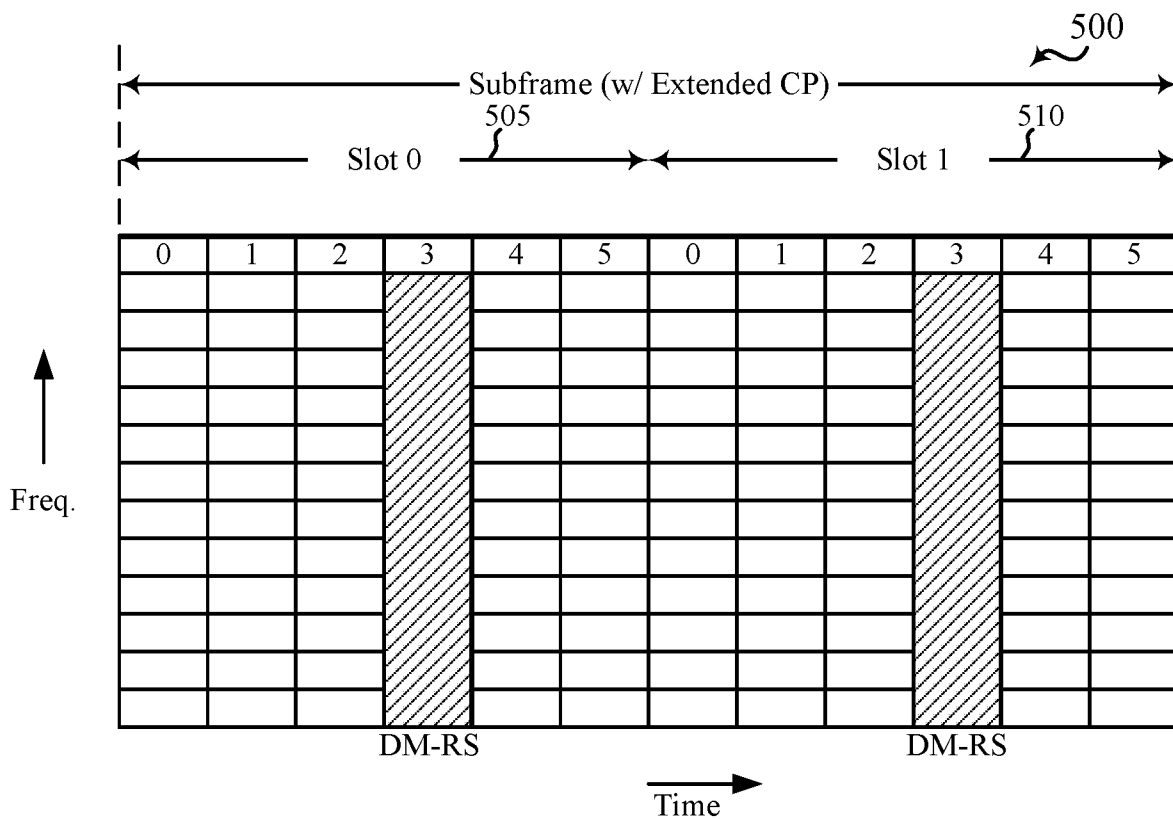 500
Subframe (w/ Extended CP)
505
510
Slot 0
Slot 1
0 1 2 3 4 5 0 1 2 3 4 5
Freq.
DM-RS
DM-RS
Time